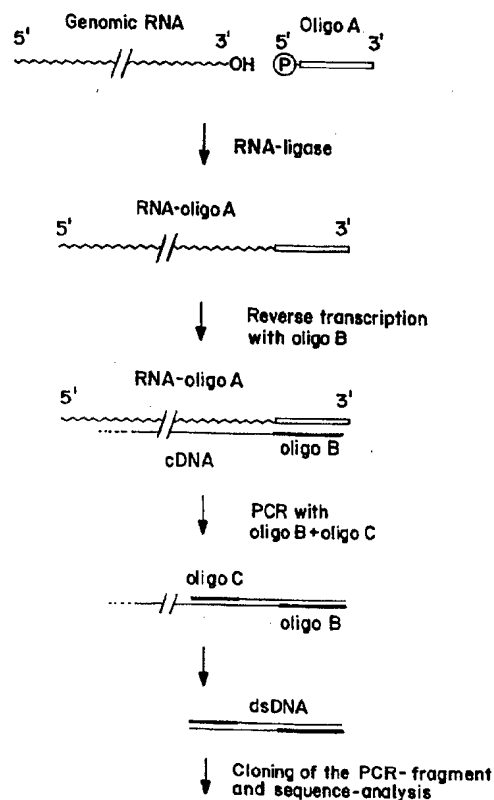 Genomic RNA
Oligo A
5' 3' 5' 3'
OH P
RNA-ligase
RNA-oligo A
5' 3'
Reverse transcription
with oligo B
RNA-oligo A
5' 3'
oligo B
cDNA
PCR with
oligo B+oligo C
oligo C
oligo B
dsDNA
Cloning of the PCR-fragment
and sequence-analysis